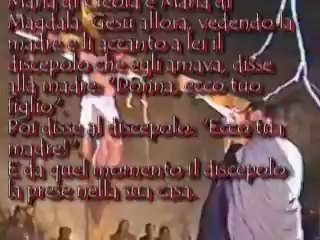 Maria di Cleofa e Maria di
Magdala. Gesù allora, vedendo la
madre e lì accanto a lei il
discepolo che egli amava, disse
alla madre: "Donna, ecco tuo
figlio"
Poi disse al discepolo: "Ecco tua
madre!"
E da quel momento il discepolo
la prese nella sua casa.